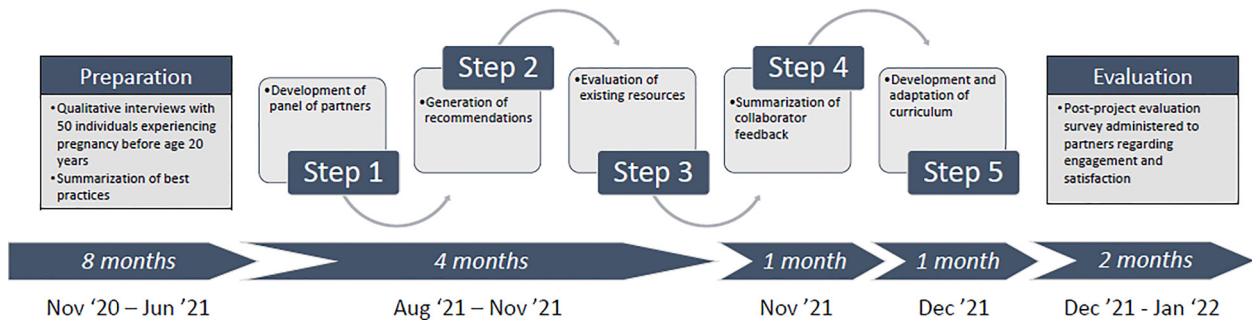 Preparation
•Qualitative interviews with
50 individuals experiencing
pregnancy before age 20
years
•Summarization of best
practices
•Development of
panel of partners
Step 1
Step 2
•Generation of
recommendations
•Evaluation of
existing resources
Step 3
Step 4
•Summarization of
collaborator
feedback
•Development and
adaptation of
curriculum
Step 5
Evaluation
•Post-project evaluation
survey administered to
partners regarding
engagement and
satisfaction
8 months
4 months
1 month
1 month
2 months
Nov ‘20 – Jun ’21
Aug ‘21 – Nov ‘21
Nov ’21
Dec ’21
Dec ’21 - Jan ‘22